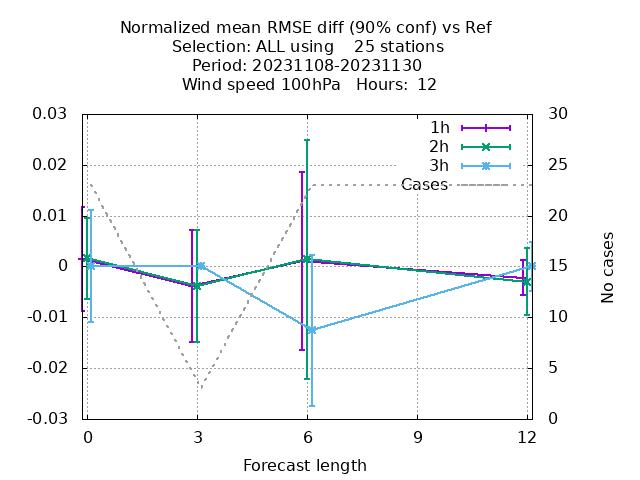 Normalized mean RMSE diff (90% conf) vs Ref
Selection: ALL using    25 stations
Period: 20231108-20231130
Wind speed 100hPa   Hours:  12
0.03
0.02
0.01
0
-0.01
-0.02
-0.03
30
25
20
15
10
5
0
1h
2h
3h
Cases
No cases
0 3 6 9 12
Forecast length